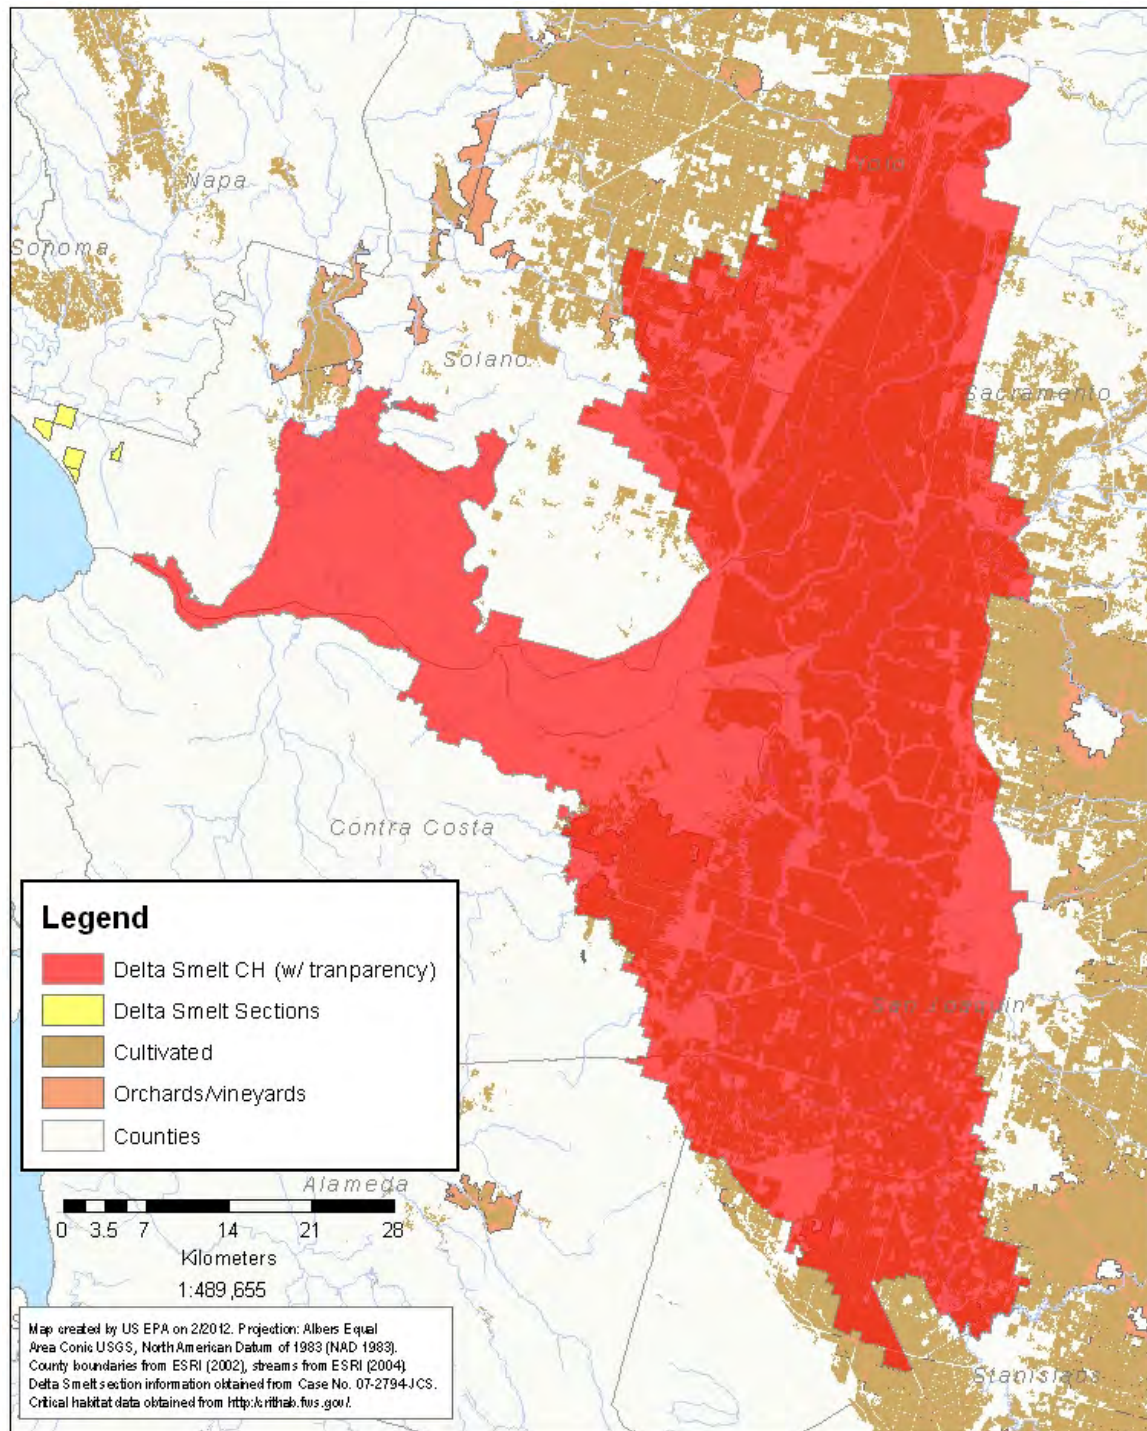 Yolo
Napa
Sonoma
Solano
Sacramento
Contra Costa
Legend
Delta Smelt CH (w/ tranparency)
Delta Smelt Sections
Cultivated
Orchards/vineyards
Counties
San Joaquin
Alameda
0 3.5 7 14 21 28
Kilometers
1:489,655
Map created by US EPA on 2/2012. Projection: Albers Equal
Area Conic USGS, North American Datum of 1983 (NAD 1983).
County boundaries from ESRI (2002), streams from ESRI (2004).
Delta Smelt section information obtained from Case No. 07-2794-JCS.
Critical habitat data obtained from http://crithab.fws.gov/.
Stanislaus